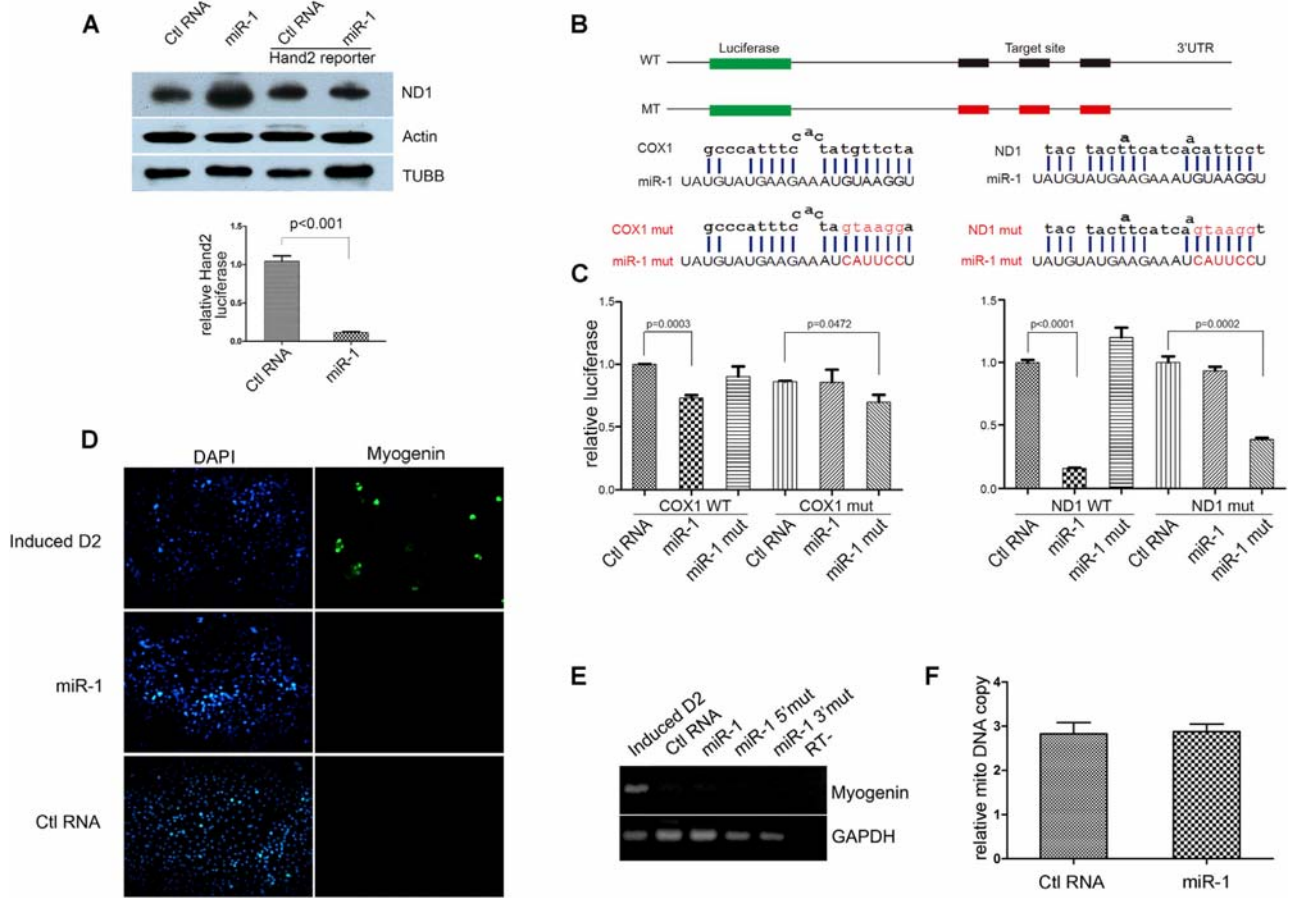 A
Ctl RNA miR-1 Ctl RNA miR-1
Hand2 reporter
ND1
Actin
TUBB
p<0.001
relative Hand2 luciferase
1.5
1.0
0.5
0.0
Ctl RNA miR-1
B
Luciferase Target site 3'UTR
WT
MT
COX1 gcccatttc cac tatgttcta
miR-1 UAUGUAUGAAGAAAUGUAAGGU
ND1 tac tacttcatca a cattcct
miR-1 UAUGUAUGAAGAAAUGUAAGGU
COX1 mut gcccatttc cac tagtaagga
miR-1 mut UAUGUAUGAAGAAAUCAUUCCU
ND1 mut tac tacttcatca a gtaaggt
miR-1 mut UAUGUAUGAAGAAAUCAUUCCU
C
relative luciferase
1.5
1.0
0.5
0.0
p=0.0003
p=0.0472
COX1 WT COX1 mut
Ctl RNA miR-1 miR-1 mut Ctl RNA miR-1 miR-1 mut
1.5
1.0
0.5
0.0
p<0.0001
p=0.0002
ND1 WT ND1 mut
Ctl RNA miR-1 miR-1 mut Ctl RNA miR-1 miR-1 mut
D
DAPI Myogenin
Induced D2
miR-1
Ctl RNA
E
Induced D2 Ctl RNA miR-1 miR-1 5'mut miR-1 3'mut RT-
Myogenin
GAPDH
F
relative mito DNA copy
4
3
2
1
0
Ctl RNA miR-1